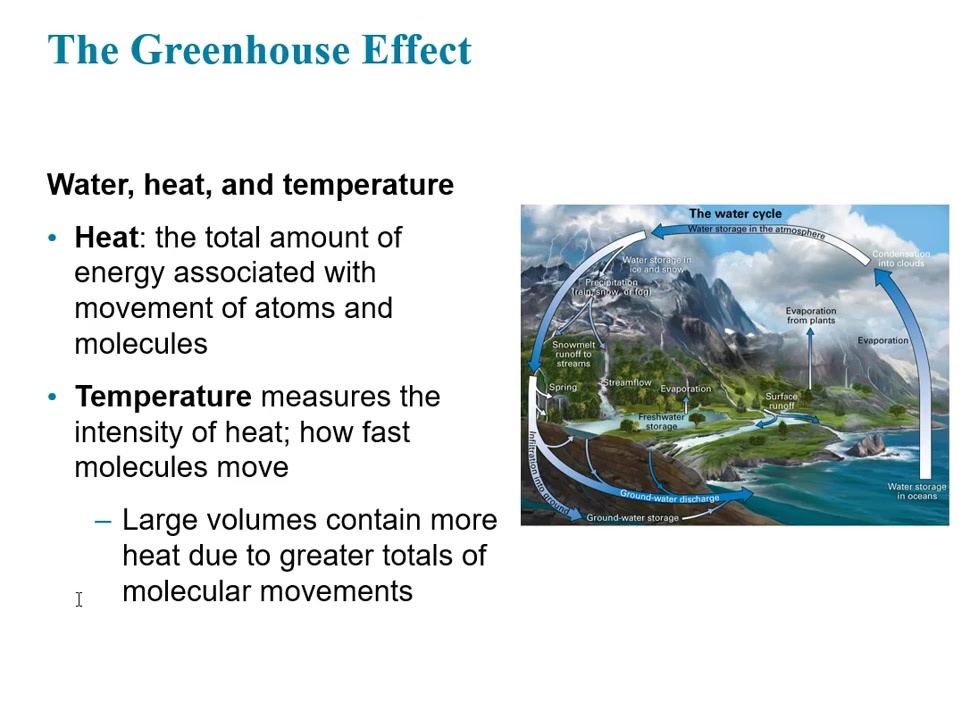 The Greenhouse Effect
Water, heat, and temperature
• Heat: the total amount of
energy associated with
movement of atoms and
molecules
• Temperature measures the
intensity of heat; how fast
molecules move
– Large volumes contain more
heat due to greater totals of
molecular movements
The water cycle
Water storage in the atmosphere
Condensation
into clouds
Water storage in
ice and snow
Precipitation
(rain, snow, or fog)
Evaporation
from plants
Evaporation
Snowmelt
runoff to
streams
Spring
Streamflow
Evaporation
Surface
runoff
Freshwater
storage
Infiltration into ground
Water storage
in oceans
Ground-water discharge
Ground-water storage